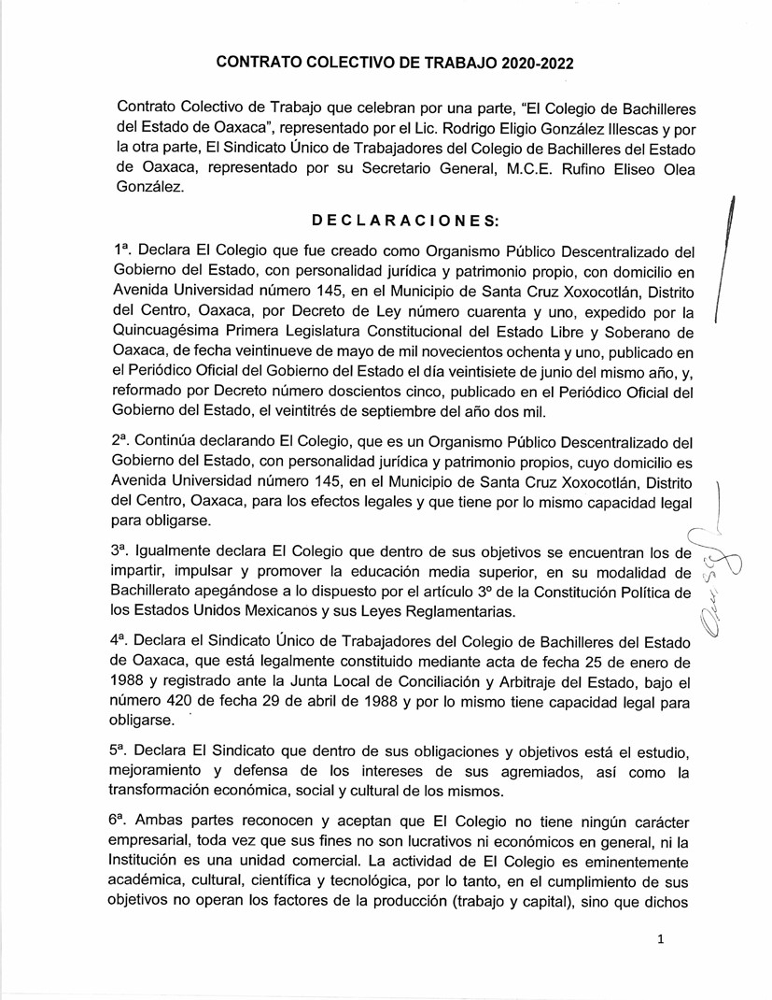 CONTRATO COLECTIVO DE TRABAJO 2020-2022
Contrato Colectivo de Trabajo que celebran por una parte, “El Colegio de Bachilleres
del Estado de Oaxaca”, representado por el Lic. Rodrigo Eligio González Illescas y por
la otra parte, El Sindicato Único de Trabajadores del Colegio de Bachilleres del Estado
de Oaxaca, representado por su Secretario General, M.C.E. Rufino Eliseo Olea
González.
D E C L A R A C I O N E S:
1ª. Declara El Colegio que fue creado como Organismo Público Descentralizado del
Gobierno del Estado, con personalidad jurídica y patrimonio propio, con domicilio en
Avenida Universidad número 145, en el Municipio de Santa Cruz Xoxocotlán, Distrito
del Centro, Oaxaca, por Decreto de Ley número cuarenta y uno, expedido por la
Quincuagésima Primera Legislatura Constitucional del Estado Libre y Soberano de
Oaxaca, de fecha veintinueve de mayo de mil novecientos ochenta y uno, publicado en
el Periódico Oficial del Gobierno del Estado el día veintisiete de junio del mismo año, y,
reformado por Decreto número doscientos cinco, publicado en el Periódico Oficial del
Gobierno del Estado, el veintitrés de septiembre del año dos mil.
2ª. Continúa declarando El Colegio, que es un Organismo Público Descentralizado del
Gobierno del Estado, con personalidad jurídica y patrimonio propios, cuyo domicilio es
Avenida Universidad número 145, en el Municipio de Santa Cruz Xoxocotlán, Distrito
del Centro, Oaxaca, para los efectos legales y que tiene por lo mismo capacidad legal
para obligarse.
3ª. Igualmente declara El Colegio que dentro de sus objetivos se encuentran los de
impartir, impulsar y promover la educación media superior, en su modalidad de
Bachillerato apegándose a lo dispuesto por el artículo 3º de la Constitución Política de
los Estados Unidos Mexicanos y sus Leyes Reglamentarias.
4ª. Declara el Sindicato Único de Trabajadores del Colegio de Bachilleres del Estado
de Oaxaca, que está legalmente constituido mediante acta de fecha 25 de enero de
1988 y registrado ante la Junta Local de Conciliación y Arbitraje del Estado, bajo el
número 420 de fecha 29 de abril de 1988 y por lo mismo tiene capacidad legal para
obligarse.
5ª. Declara El Sindicato que dentro de sus obligaciones y objetivos está el estudio,
mejoramiento y defensa de los intereses de sus agremiados, así como la
transformación económica, social y cultural de los mismos.
6ª. Ambas partes reconocen y aceptan que El Colegio no tiene ningún carácter
empresarial, toda vez que sus fines no son lucrativos ni económicos en general, ni la
Institución es una unidad comercial. La actividad de El Colegio es eminentemente
académica, cultural, científica y tecnológica, por lo tanto, en el cumplimiento de sus
objetivos no operan los factores de la producción (trabajo y capital), sino que dichos
1